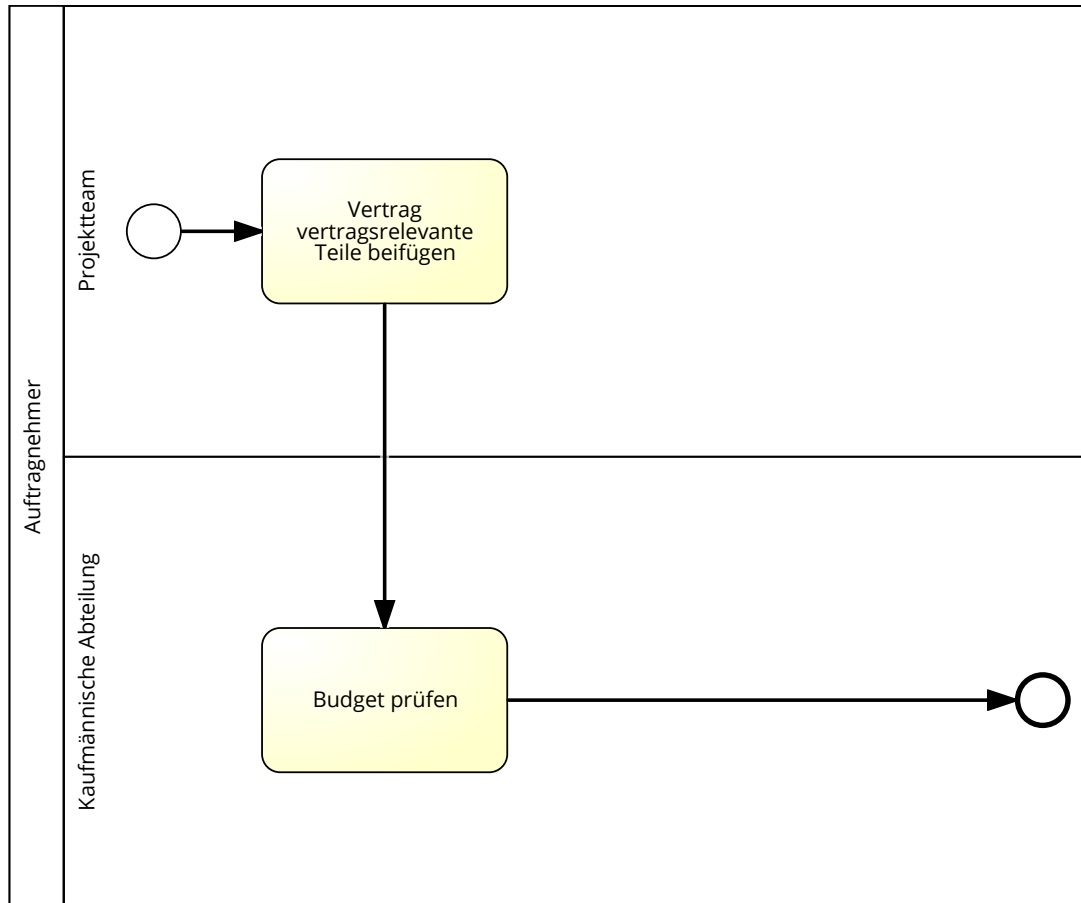 Auftragnehmer
Projektteam
Vertrag
vertragsrelevante
Teile beifügen
Kaufmännische Abteilung
Budget prüfen